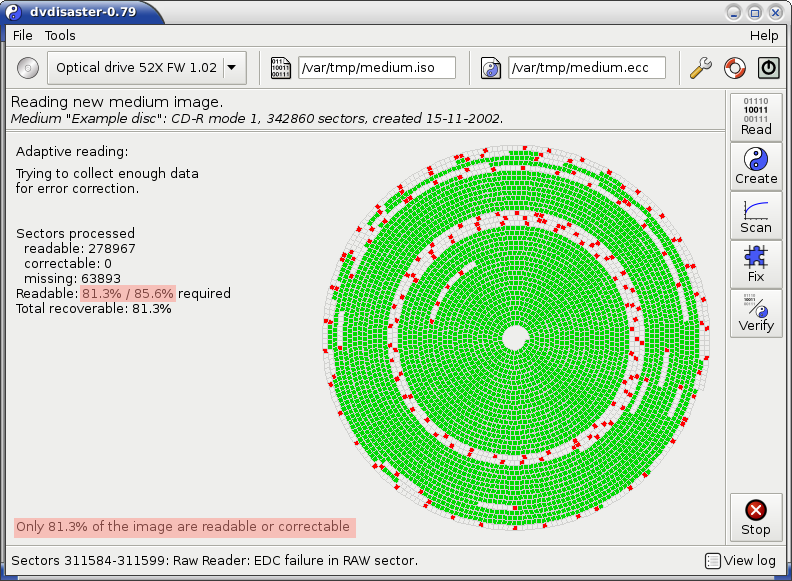 dvdisaster-0.79
File Tools Help
Optical drive 52X FW 1.02 /var/tmp/medium.iso /var/tmp/medium.ecc
Reading new medium image.
Medium "Example disc": CD-R mode 1, 342860 sectors, created 15-11-2002.
Adaptive reading:
Trying to collect enough data
for error correction.
Sectors processed
readable: 278967
correctable: 0
missing: 63893
Readable: 81.3% / 85.6% required
Total recoverable: 81.3%
Only 81.3% of the image are readable or correctable
01110
10011
00111
Read
Create
Scan
Fix
Verify
Stop
Sectors 311584-311599: Raw Reader: EDC failure in RAW sector. View log